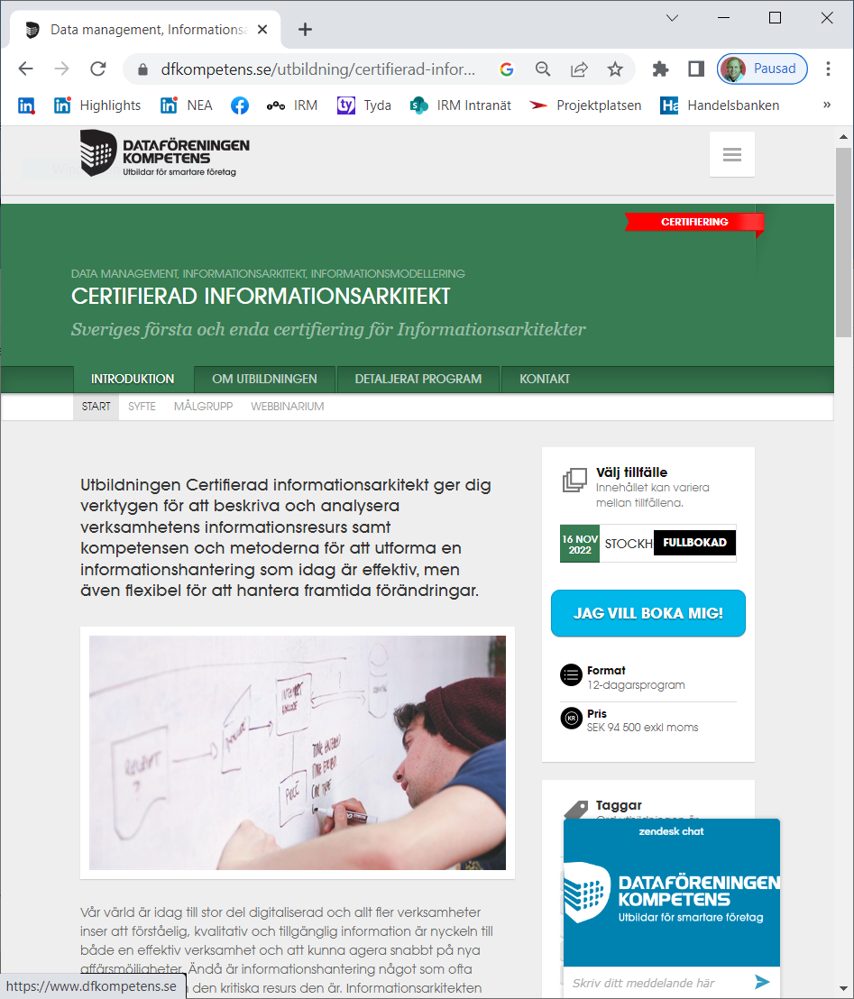 Data management, Informationsa
dfkompetens.se/utbildning/certifierad-infor...
Pausad
Highlights
NEA
IRM
ty
Tyda
IRM Intranät
Projektplatsen
Ha
Handelsbanken
DATAFÖRENINGEN
KOMPETENS
Utbildar för smartare företag
CERTIFIERING
DATA MANAGEMENT, INFORMATIONSARKITEKT, INFORMATIONSMODELLERING
CERTIFIERAD INFORMATIONSARKITEKT
Sveriges första och enda certifiering för Informationsarkitekter
INTRODUKTION
OM UTBILDNINGEN
DETALJERAT PROGRAM
KONTAKT
START
SYFTE
MÅLGRUPP
WEBBINARIUM
Utbildningen Certifierad informationsarkitekt ger dig
verktygen för att beskriva och analysera
verksamhetens informationsresurs samt
kompetensen och metoderna för att utforma en
informationshantering som idag är effektiv, men
även flexibel för att hantera framtida förändringar.
Vår värld är idag till stor del digitaliserad och allt fler verksamheter
inser att förståelig, kvalitativ och tillgänglig information är nyckeln till
både en effektiv verksamhet och att kunna agera snabbt på nya
affärsmöjligheter. Ändå är informationshantering något som ofta
den kritiska resurs den är. Informationsarkitekten
https://www.dfkompetens.se
Välj tillfälle
Innehållet kan variera
mellan tillfällena.
16 NOV
2022
STOCKH
FULLBOKAD
JAG VILL BOKA MIG!
Format
12-dagarsprogram
KR
Pris
SEK 94 500 exkl moms
Taggar
zendesk chat
DATAFÖRENINGEN
KOMPETENS
Utbildar för smartare företag
Skriv ditt meddelande här